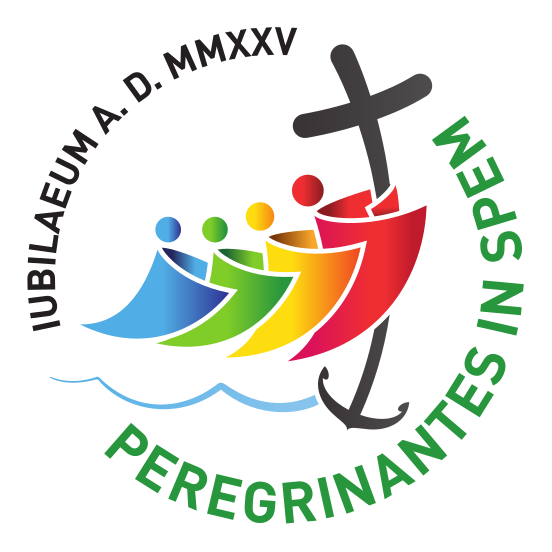 IUBILAEUM A. D. MMXXV
PEREGRINANTES IN SPEM